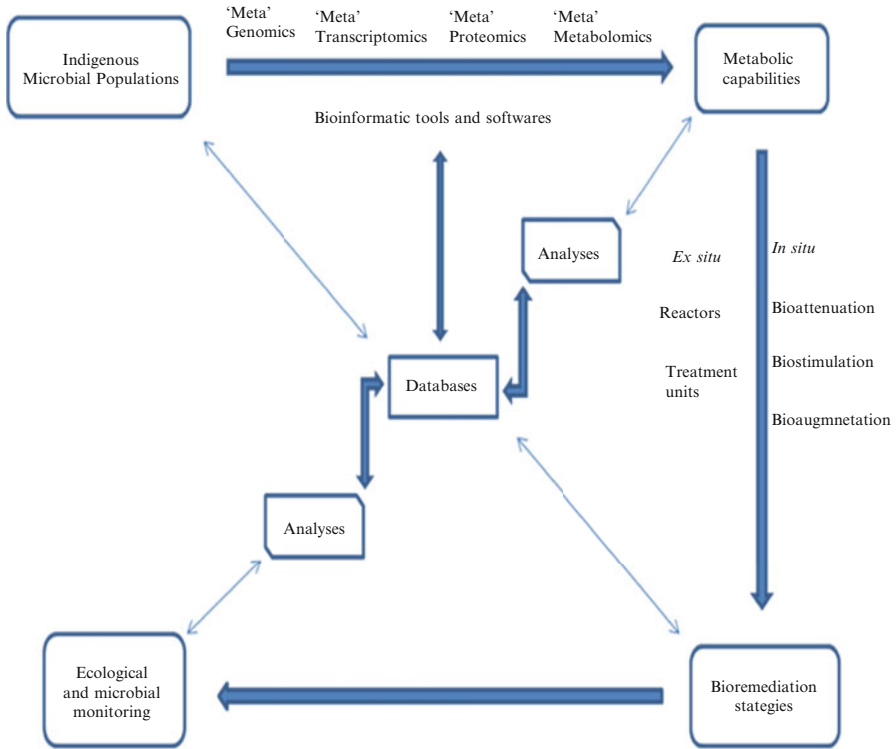 ‘Meta’ Genomics
‘Meta’ Transcriptomics
‘Meta’ Proteomics
‘Meta’ Metabolomics
Indigenous
Microbial Populations
Metabolic
capabilities
Bioinformatic tools and softwares
Analyses
Ex situ
In situ
Reactors
Bioattenuation
Treatment
units
Biostimulation
Bioaugmnetation
Databases
Analyses
Ecological
and microbial
monitoring
Bioremediation
stategies